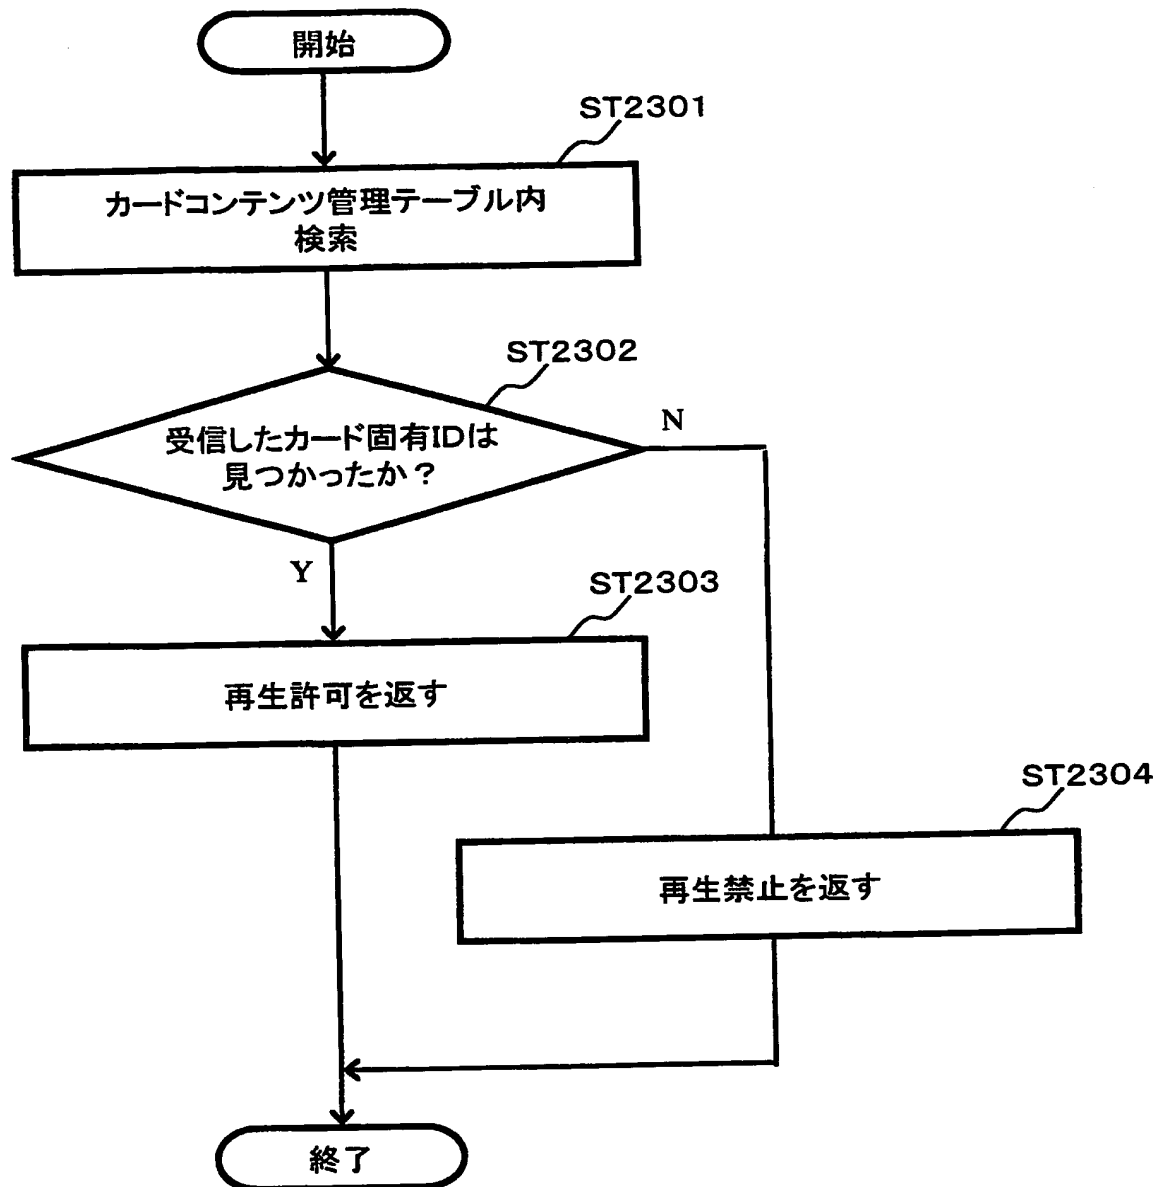 開始
ST2301
カードコンテンツ管理テーブル内
検索
ST2302
受信したカード固有IDは
見つかったか？
N
Y
ST2303
再生許可を返す
ST2304
再生禁止を返す
終了